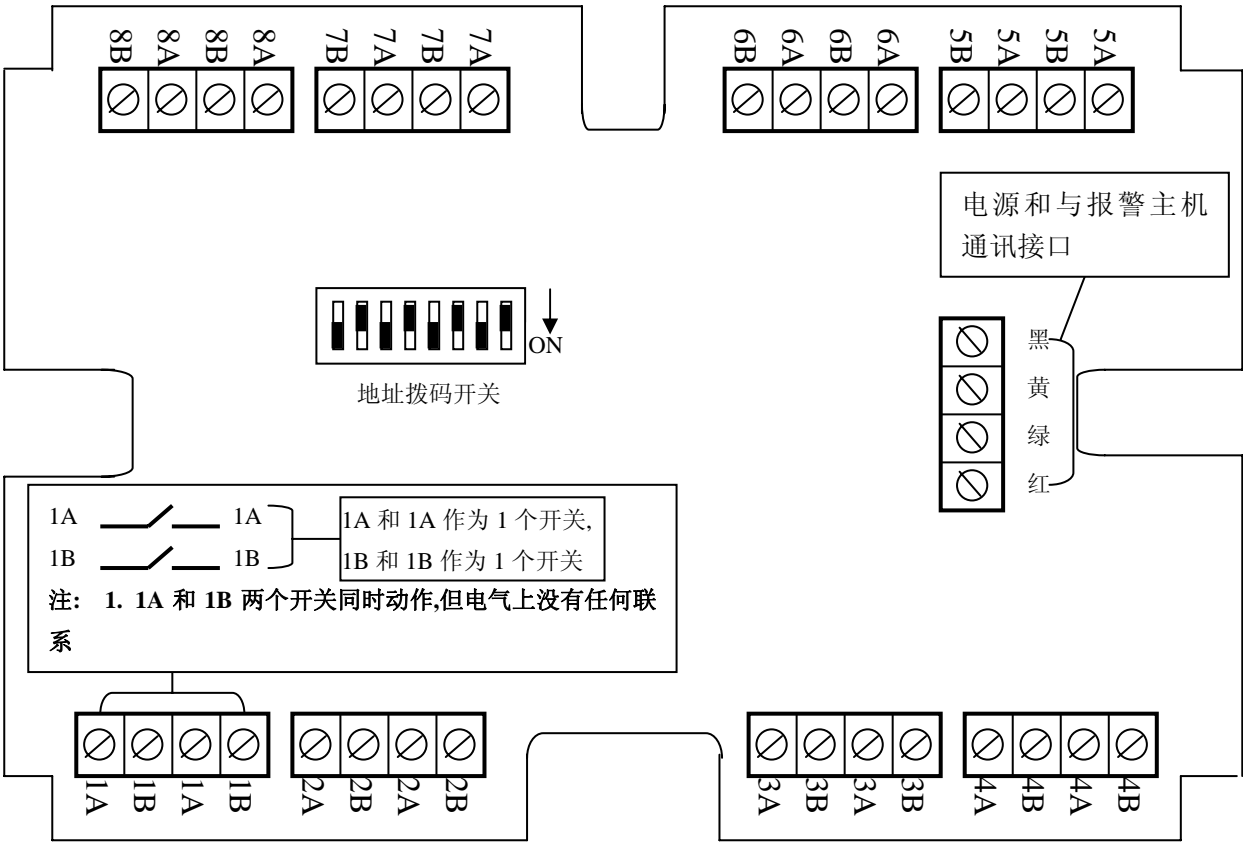 8B 8A 8B 8A 7B 7A 7B 7A 6B 6A 6B 6A 5B 5A 5B 5A
电源和与报警主机
通讯接口
ON
地址拨码开关
黑
黄
绿
红
1A 1A
1B 1B
1A 和 1A 作为 1 个开关,
1B 和 1B 作为 1 个开关
注: 1. 1A 和 1B 两个开关同时动作,但电气上没有任何联
系
1A 1B 1A 1B 2A 2B 2A 2B 3A 3B 3A 3B 4A 4B 4A 4B